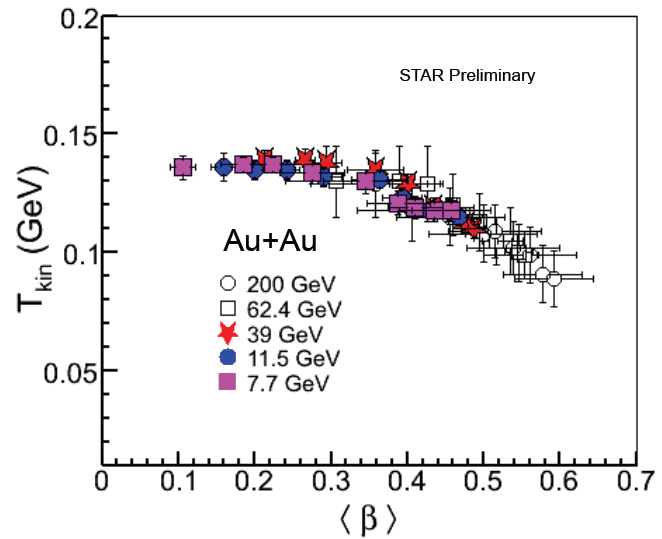 0.2
STAR Preliminary
0.15
T_kin (GeV)
0.1
Au+Au
200 GeV
62.4 GeV
39 GeV
11.5 GeV
7.7 GeV
0.05
0 0.1 0.2 0.3 0.4 0.5 0.6 0.7
⟨ β ⟩